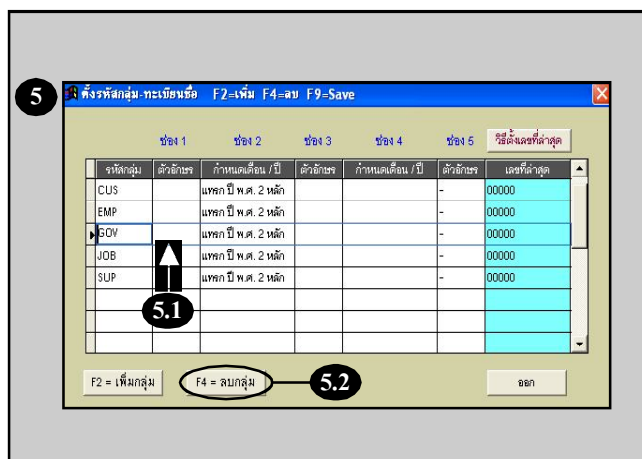 5
ตั้งรหัสกลุ่ม-ทะเบียนชื่อ F2=เพิ่ม F4=ลบ F9=Save
ช่อง 1 ช่อง 2 ช่อง 3 ช่อง 4 ช่อง 5 วิธีตั้งเลขที่ล่าสุด
รหัสกลุ่ม ตัวอักษร กำหนดเดือน / ปี ตัวอักษร กำหนดเดือน / ปี ตัวอักษร เลขที่ล่าสุด
CUS แทรก ปี พ.ศ. 2 หลัก - 00000
EMP แทรก ปี พ.ศ. 2 หลัก - 00000
GOV แทรก ปี พ.ศ. 2 หลัก - 00000
JOB แทรก ปี พ.ศ. 2 หลัก - 00000
SUP แทรก ปี พ.ศ. 2 หลัก - 00000
5.1
F2 = เพิ่มกลุ่ม F4 = ลบกลุ่ม 5.2 ออก